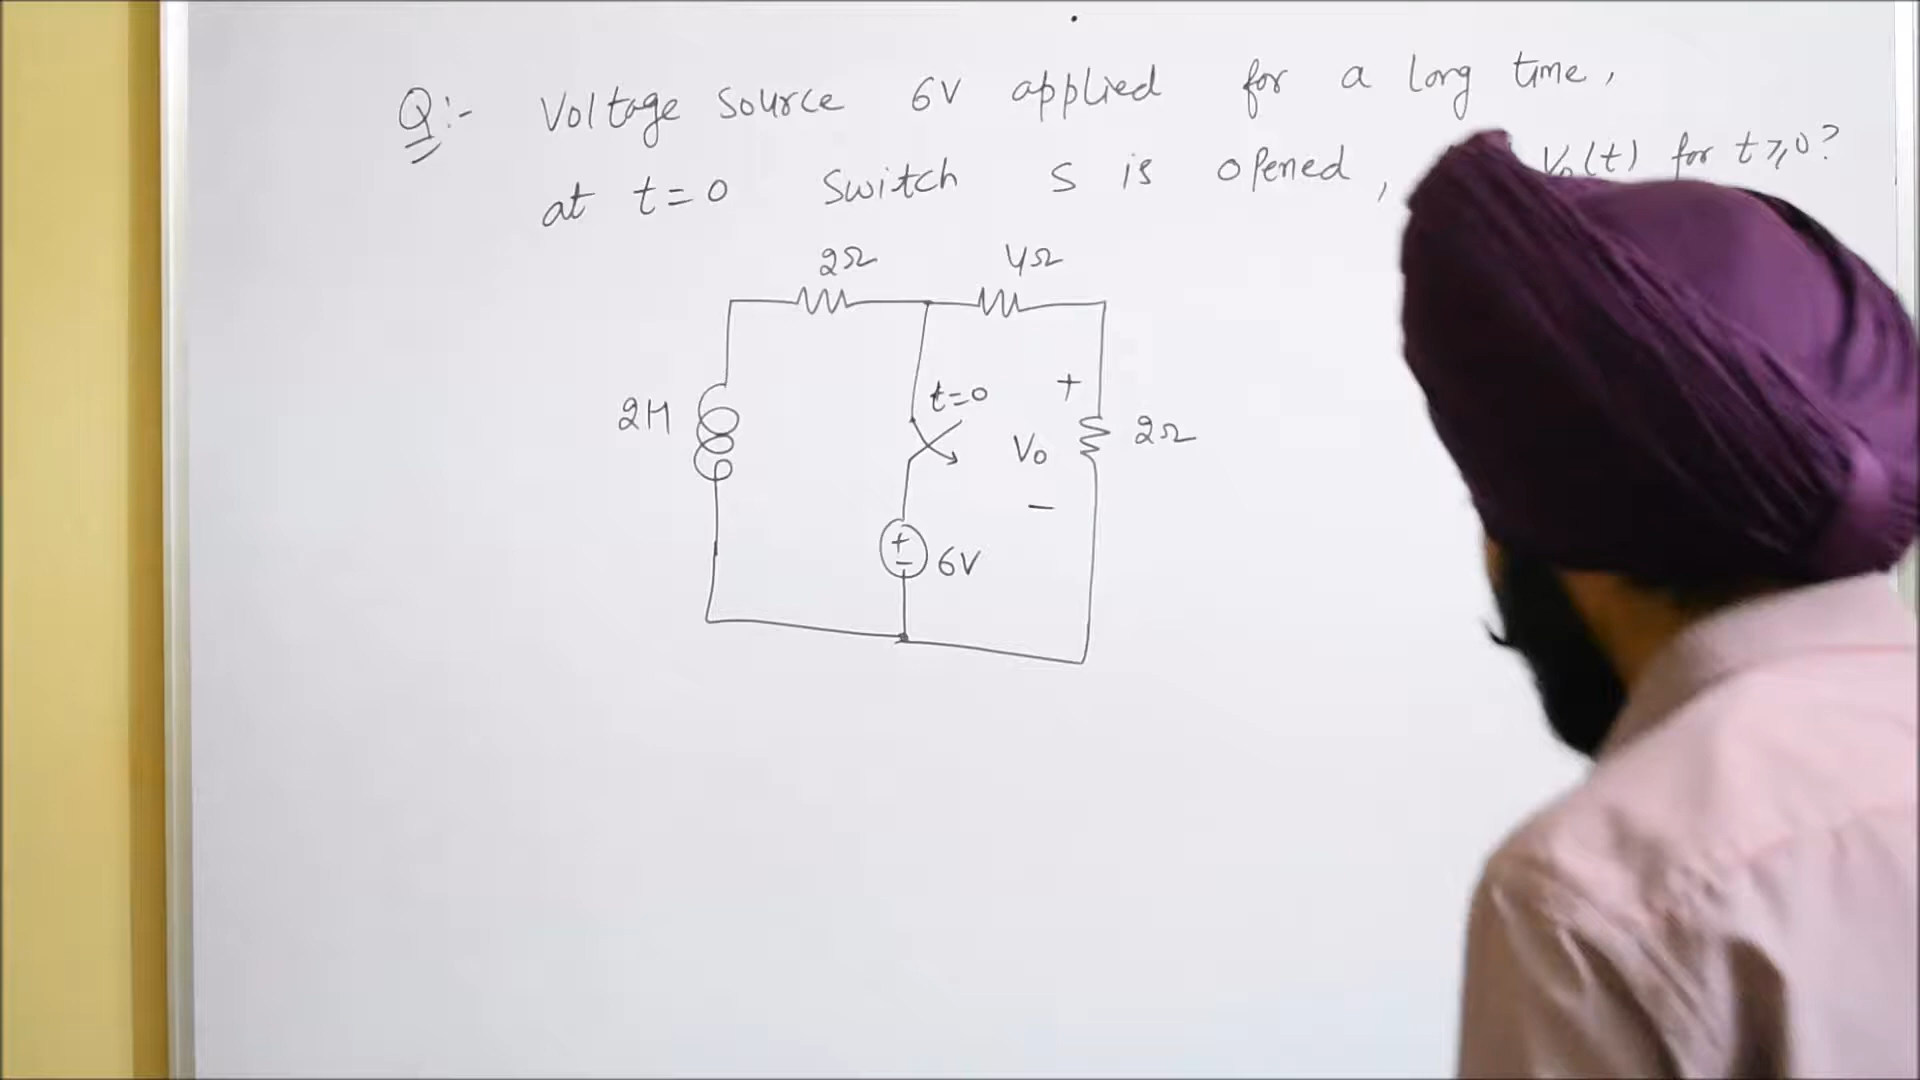 Q:- Voltage source 6V applied for a long time,
at t=0 Switch S is opened, V₀(t) for t⩾0?
2Ω 4Ω
t=0 +
2H V₀ 2Ω
−
+
− 6V